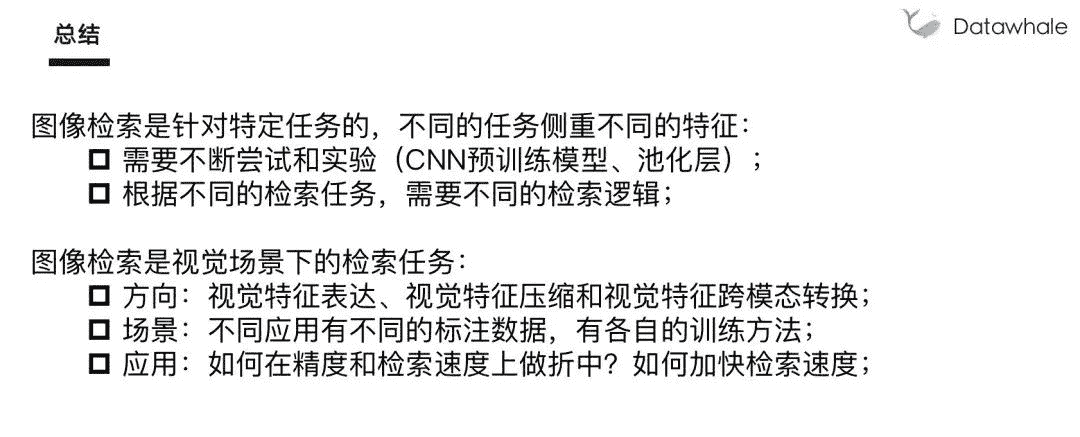 总结
Datawhale
图像检索是针对特定任务的，不同的任务侧重不同的特征：
需要不断尝试和实验（CNN预训练模型、池化层）；
根据不同的检索任务，需要不同的检索逻辑；
图像检索是视觉场景下的检索任务：
方向：视觉特征表达、视觉特征压缩和视觉特征跨模态转换；
场景：不同应用有不同的标注数据，有各自的训练方法；
应用：如何在精度和检索速度上做折中？如何加快检索速度；